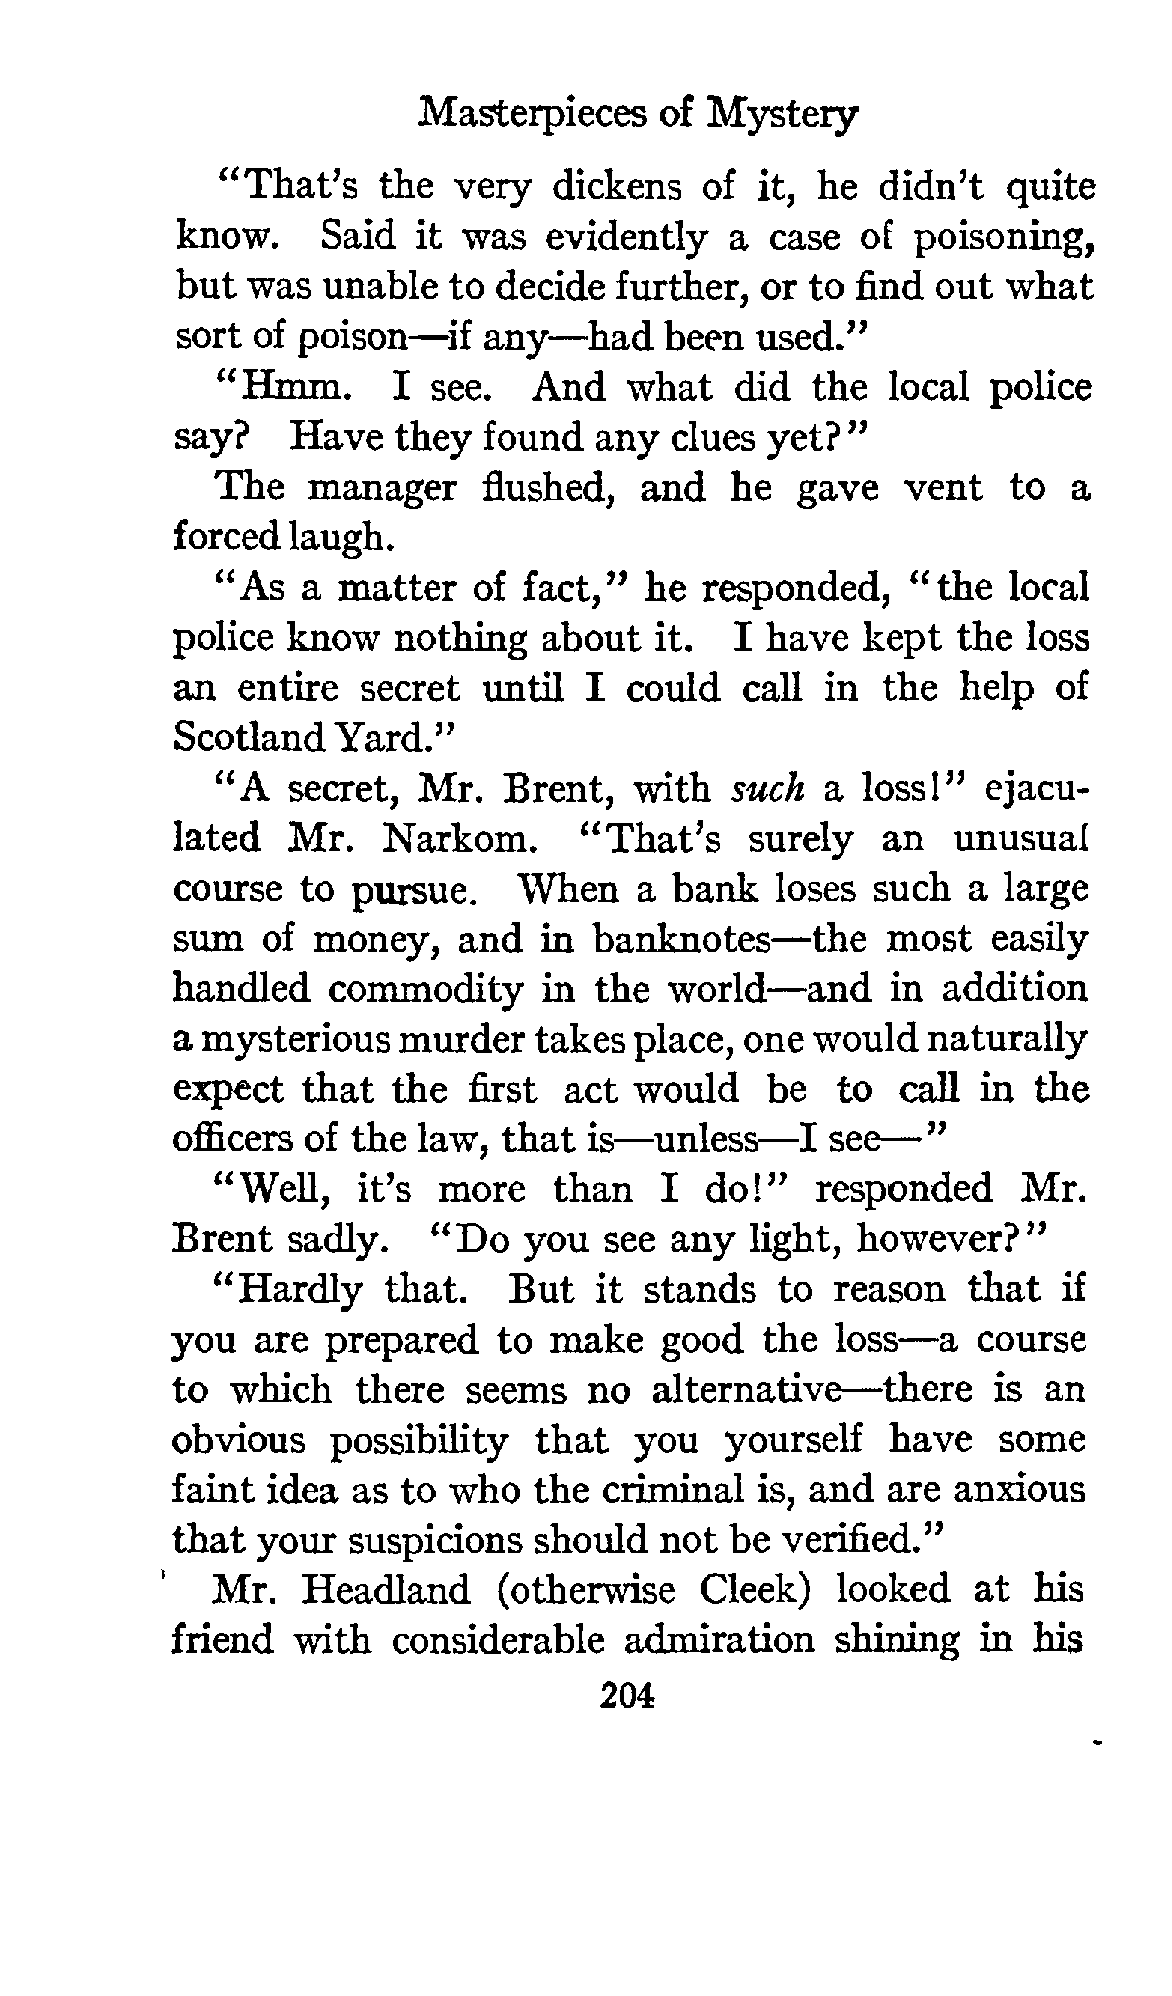 Masterpieces of Mystery
"That's the very dickens of it, he didn't quite
know. Said it was evidently a case of poisoning,
but was unable to decide further, or to find out what
sort of poison—if any—had been used."
"Hmm. I see. And what did the local police
say? Have they found any clues yet?"
The manager flushed, and he gave vent to a
forced laugh.
"As a matter of fact," he responded, "the local
police know nothing about it. I have kept the loss
an entire secret until I could call in the help of
Scotland Yard."
"A secret, Mr. Brent, with such a loss!" ejacu-
lated Mr. Narkom. "That's surely an unusual
course to pursue. When a bank loses such a large
sum of money, and in banknotes—the most easily
handled commodity in the world—and in addition
a mysterious murder takes place, one would naturally
expect that the first act would be to call in the
officers of the law, that is—unless—I see—"
"Well, it's more than I do!" responded Mr.
Brent sadly. "Do you see any light, however?"
"Hardly that. But it stands to reason that if
you are prepared to make good the loss—a course
to which there seems no alternative—there is an
obvious possibility that you yourself have some
faint idea as to who the criminal is, and are anxious
that your suspicions should not be verified."
Mr. Headland (otherwise Cleek) looked at his
friend with considerable admiration shining in his
204